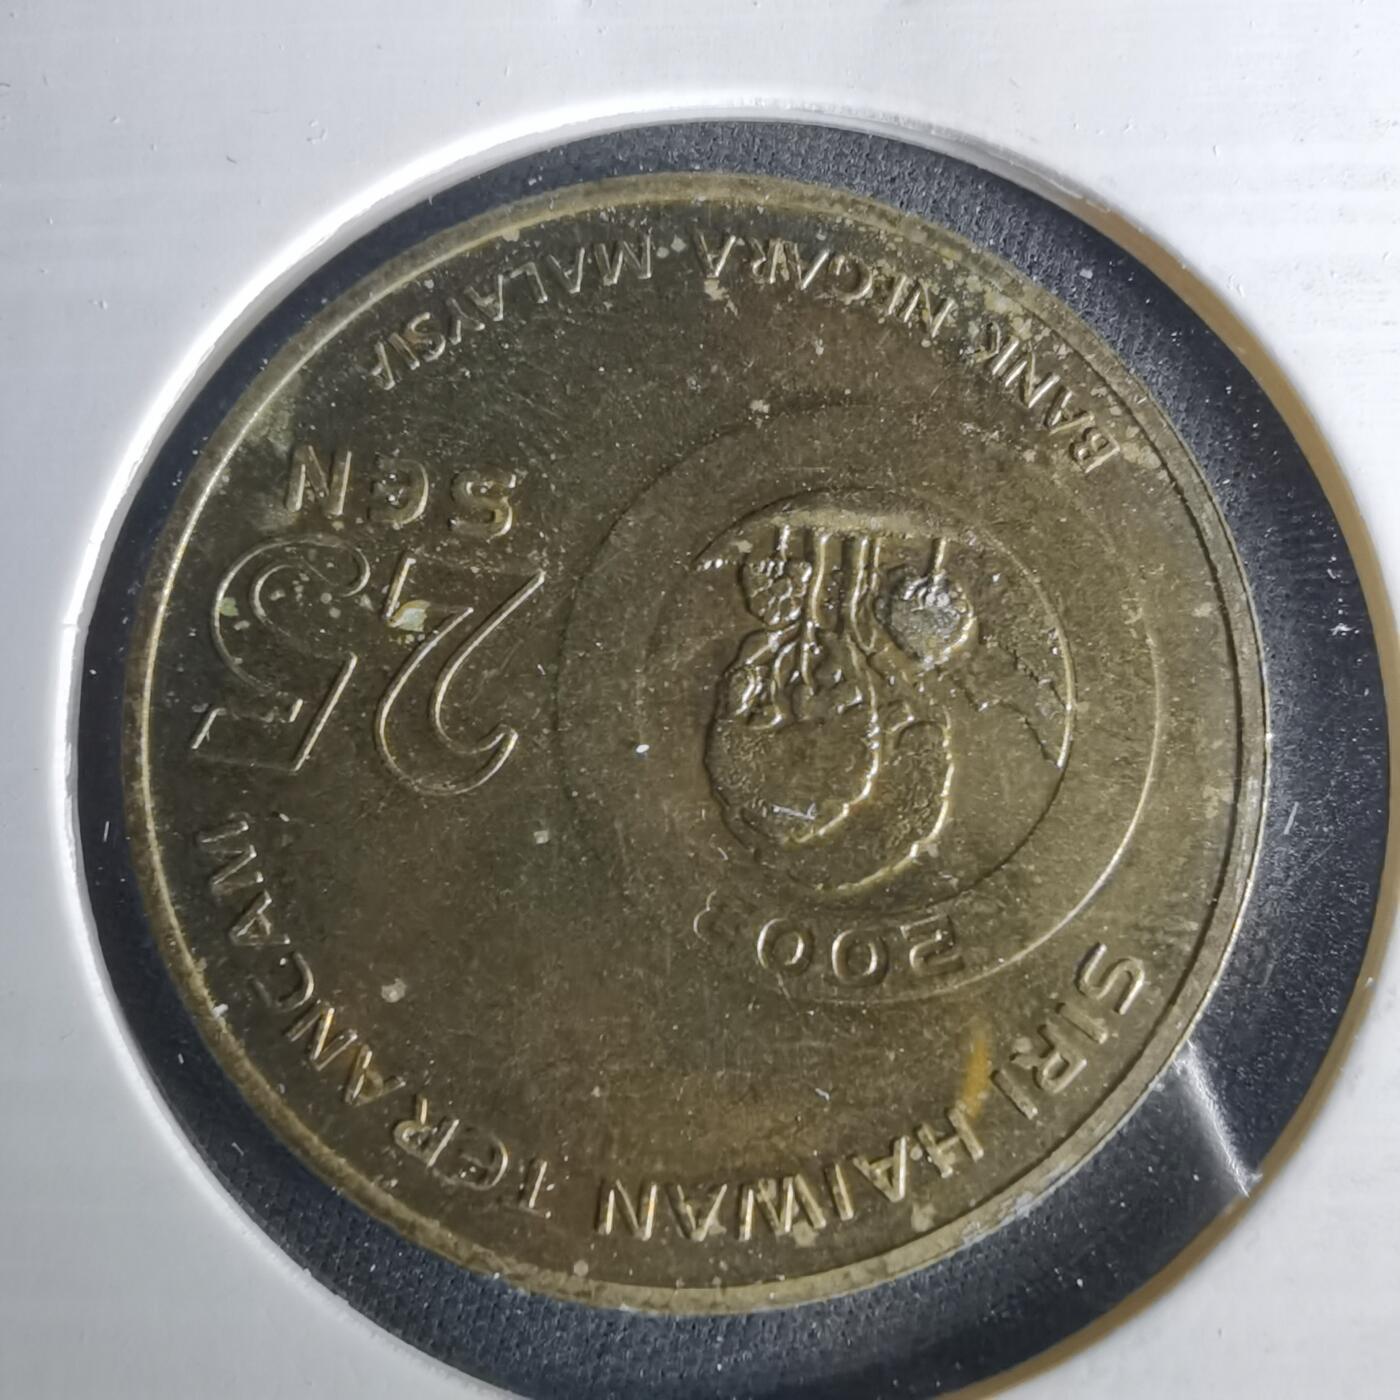 SIRI HAIWAN TERANCAM
2003
25
SEN
BANK NEGARA MALAYSIA